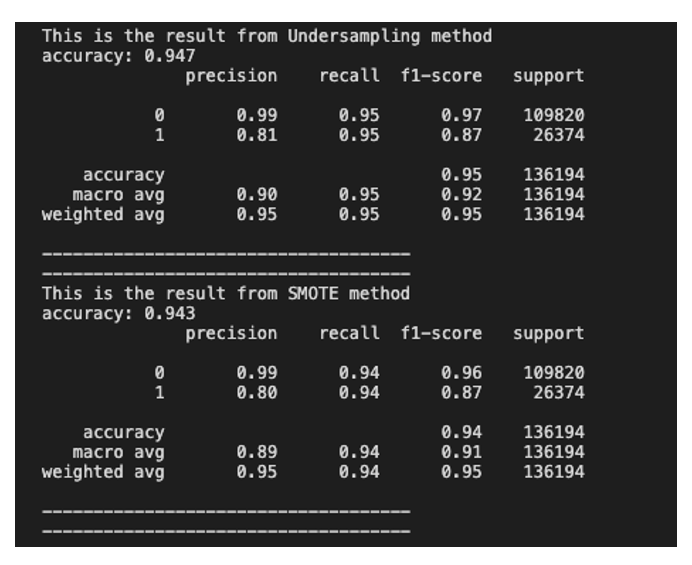 This is the result from Undersampling method
accuracy: 0.947
precision recall f1-score support
0 0.99 0.95 0.97 109820
1 0.81 0.95 0.87 26374
accuracy 0.95 136194
macro avg 0.90 0.95 0.92 136194
weighted avg 0.95 0.95 0.95 136194
------------------------------------
------------------------------------
This is the result from SMOTE method
accuracy: 0.943
precision recall f1-score support
0 0.99 0.94 0.96 109820
1 0.80 0.94 0.87 26374
accuracy 0.94 136194
macro avg 0.89 0.94 0.91 136194
weighted avg 0.95 0.94 0.95 136194
------------------------------------
------------------------------------